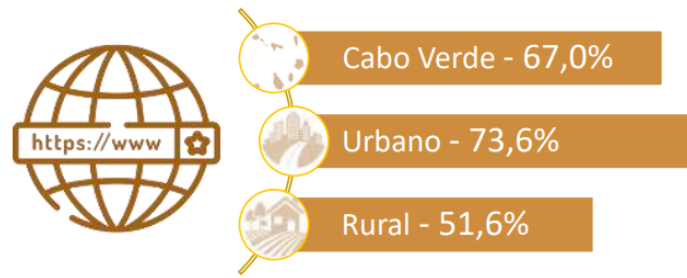 https://www
Cabo Verde - 67,0%
Urbano - 73,6%
Rural - 51,6%